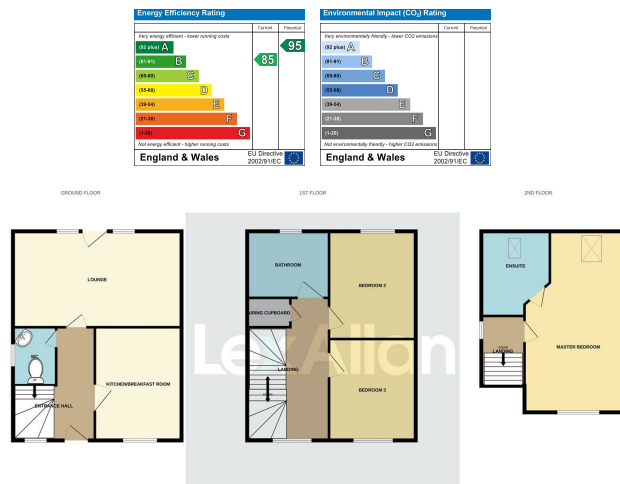 Energy Efficiency Rating
Current
Potential
Very energy efficient - lower running costs
(92 plus) A
(81-91) B
(69-80) C
(55-68) D
(39-54) E
(21-38) F
(1-20) G
85
95
Not energy efficient - higher running costs
England & Wales
EU Directive
2002/91/EC
Environmental Impact (CO₂) Rating
Current
Potential
Very environmentally friendly - lower CO2 emissions
(92 plus) A
(81-91) B
(69-80) C
(55-68) D
(39-54) E
(21-38) F
(1-20) G
Not environmentally friendly - higher CO2 emissions
England & Wales
EU Directive
2002/91/EC
GROUND FLOOR
LOUNGE
WC
KITCHEN/BREAKFAST ROOM
UP
ENTRANCE HALL
1ST FLOOR
BATHROOM
BEDROOM 2
AIRING CUPBOARD
Lex Allan
LANDING
BEDROOM 3
DOWN
2ND FLOOR
ENSUITE
MASTER BEDROOM
DOWN
LANDING